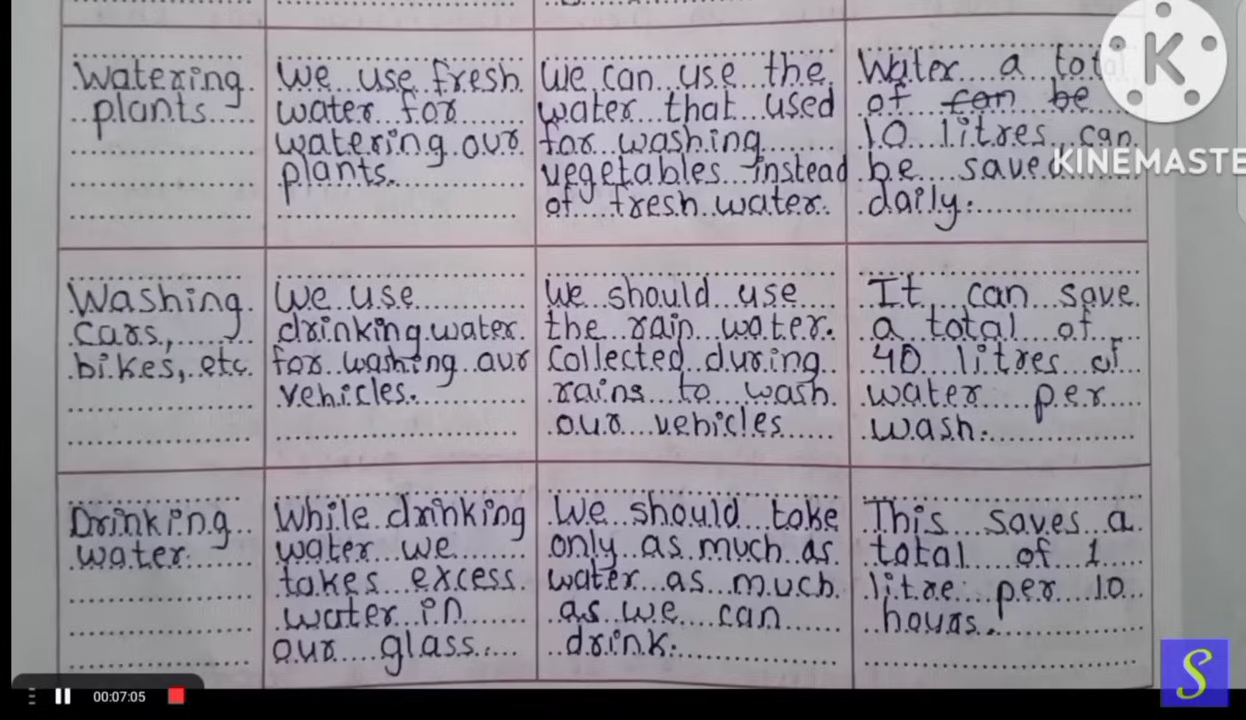 Watering
plants
We use fresh
water for
watering our
plants.
We can use the
water that used
for washing
vegetables instead
of fresh water.
Water a total
of can be
10 litres can
be saved
daily.
K
KINEMASTE
Washing
cars,
bikes, etc.
We use
drinking water
for washing our
vehicles.
We should use
the rain water.
Collected during
rains to wash
our vehicles
It can save
a total of
40 litres of
water per
wash.
Drinking
water.
While drinking
water we
takes excess
water in
our glass.
We should take
only as much as
water as much
as we can
drink.
This saves a
total of 1
litre per 10
hours.
00:07:05
S